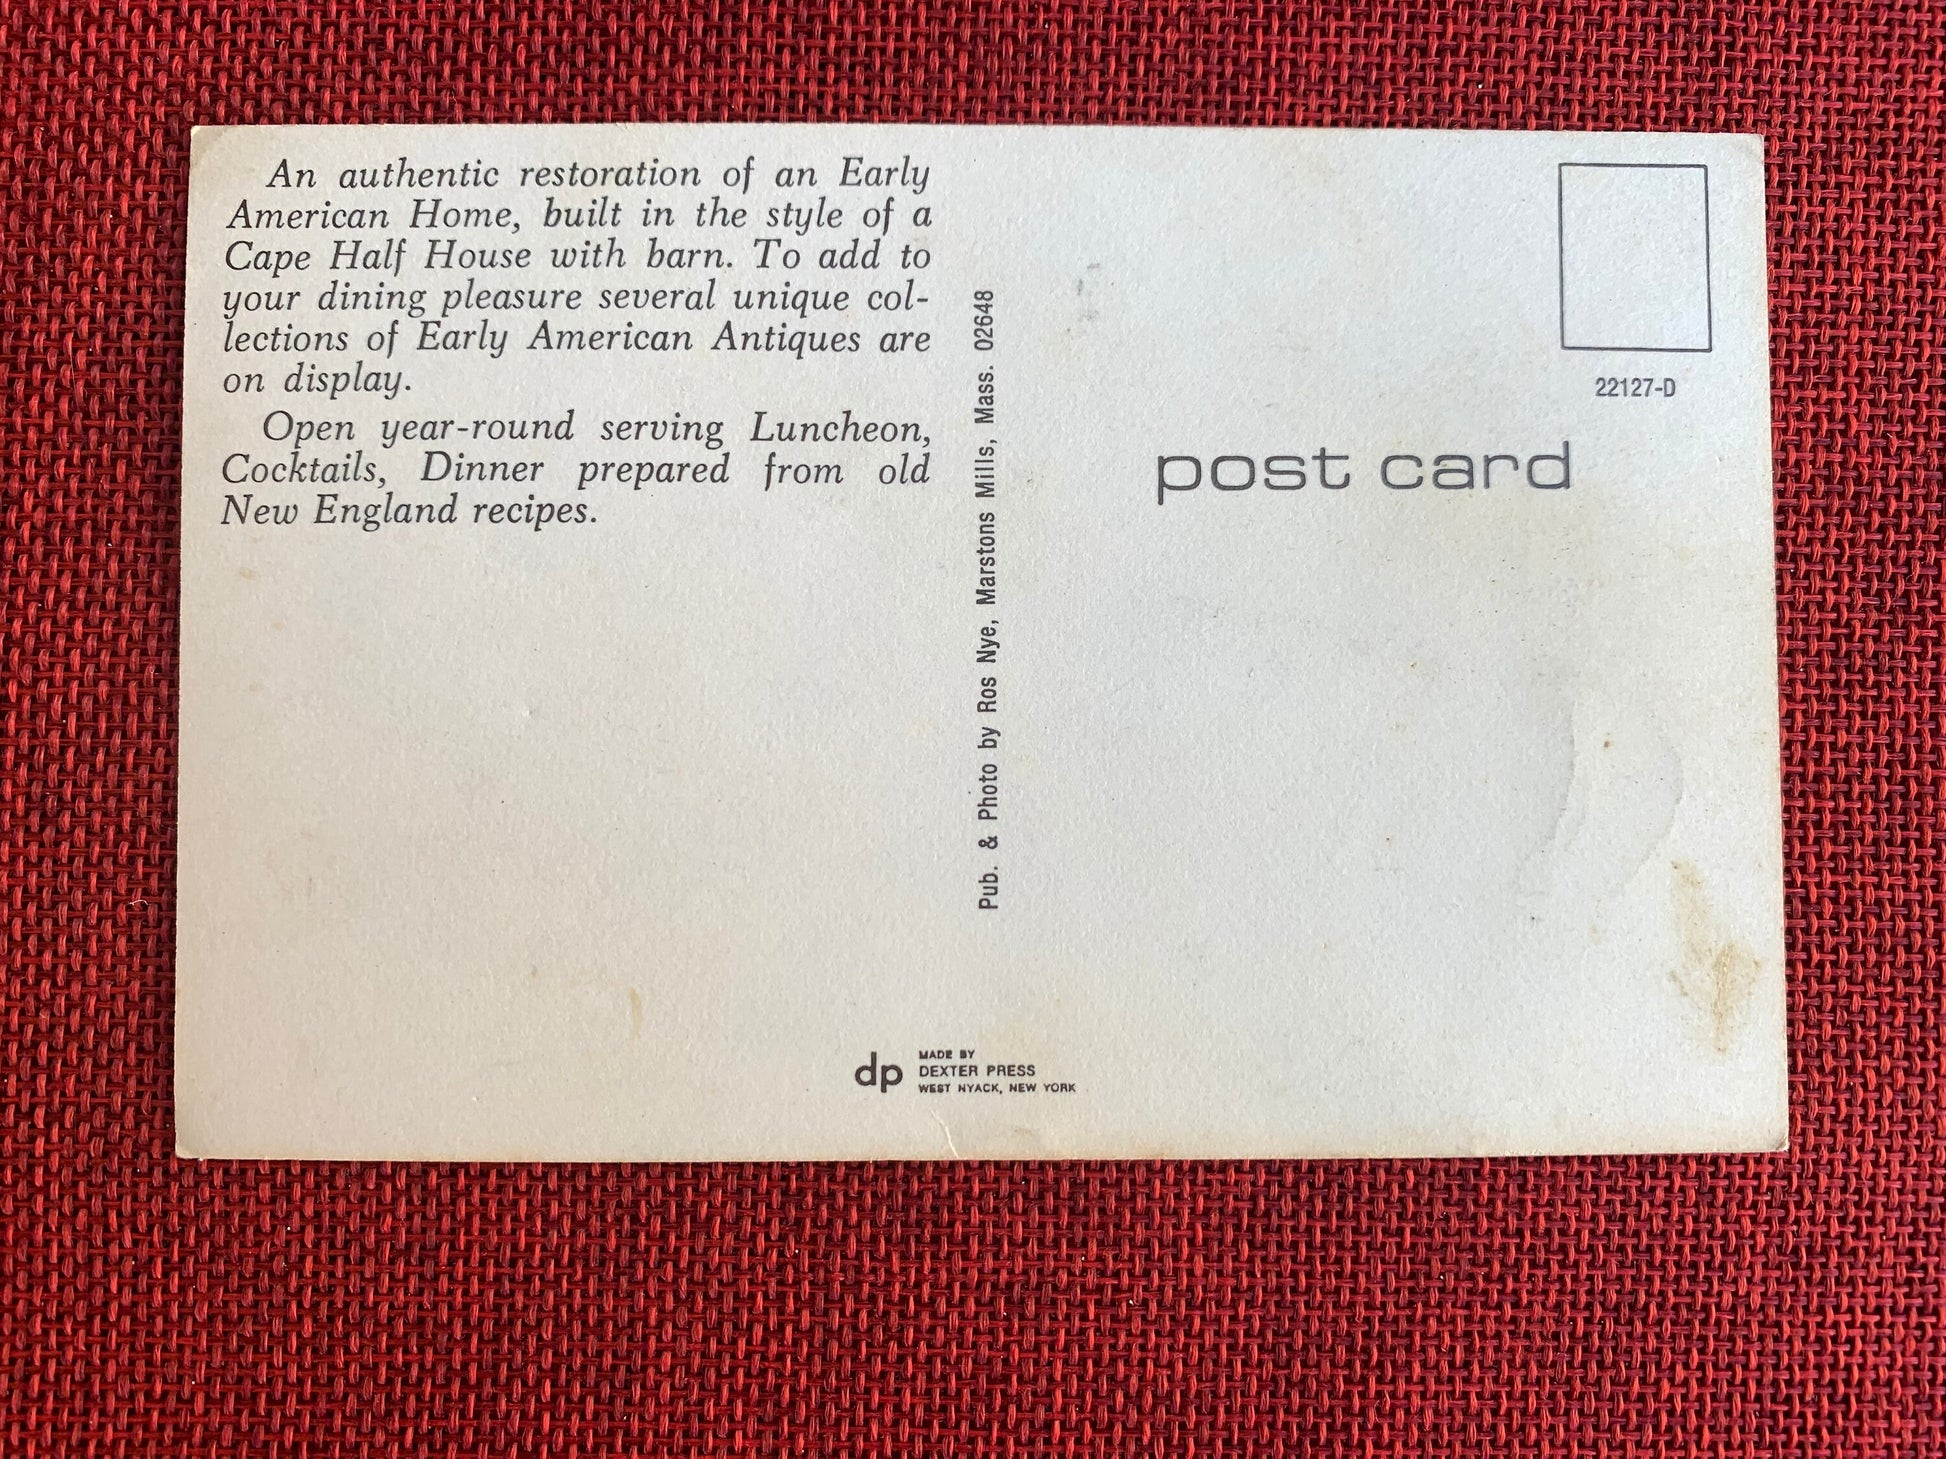 An authentic restoration of an Early
American Home, built in the style of a
Cape Half House with barn. To add to
your dining pleasure several unique col-
lections of Early American Antiques are
on display.
Open year-round serving Luncheon,
Cocktails, Dinner prepared from old
New England recipes.
Pub. & Photo by Ros Nye, Marstons Mills, Mass. 02648
22127-D
post card
dp
MADE BY
DEXTER PRESS
WEST NYACK, NEW YORK